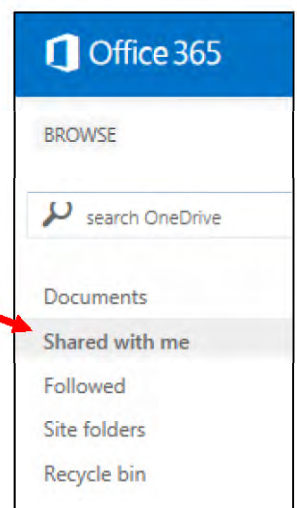 Office 365
BROWSE
search OneDrive
Documents
Shared with me
Followed
Site folders
Recycle bin